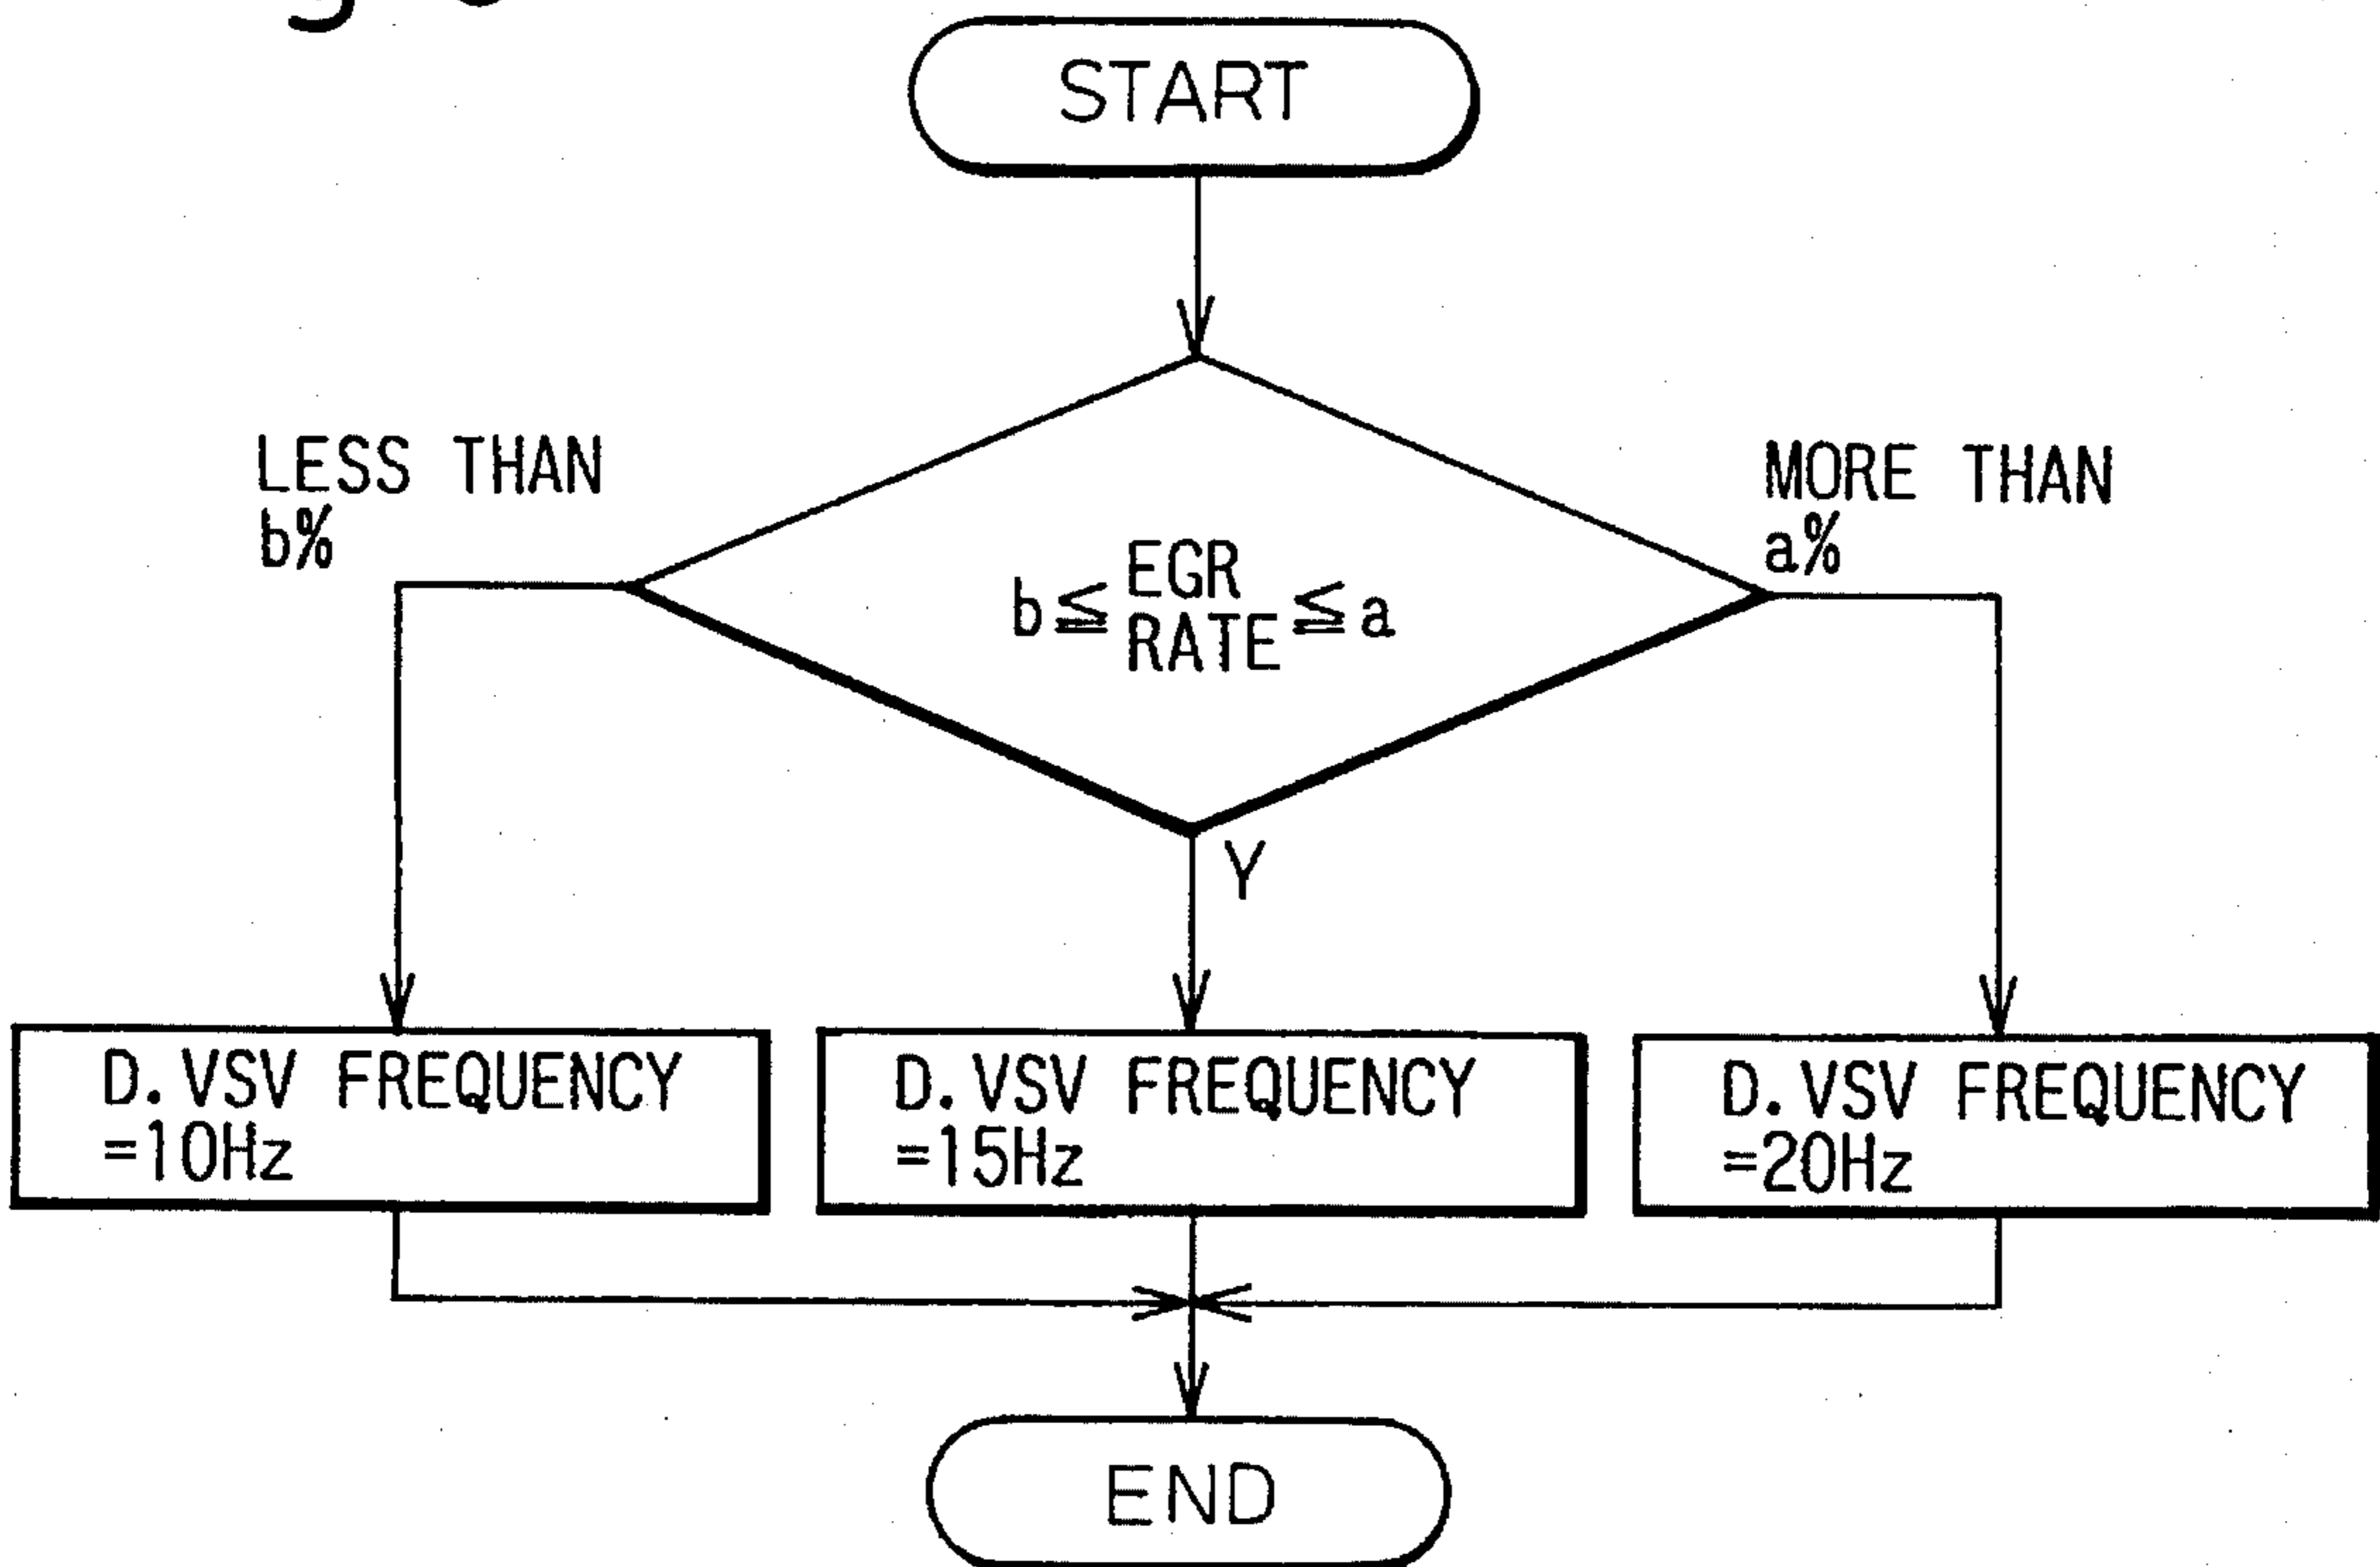 START
LESS THAN
b%
MORE THAN
a%
b≦ EGR RATE ≦a
Y
D.VSV FREQUENCY
=10Hz
D.VSV FREQUENCY
=15Hz
D.VSV FREQUENCY
=20Hz
END